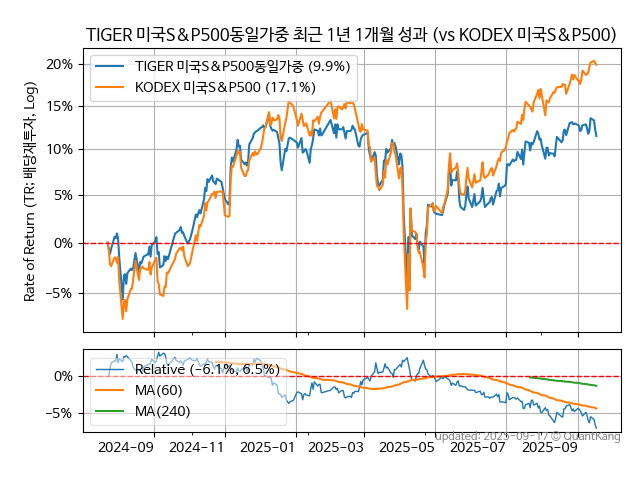 TIGER 미국S&P500동일가중 최근 1년 1개월 성과 (vs KODEX 미국S&P500)
Rate of Return (TR: 배당재투자, Log)
20%
15%
10%
5%
0%
−5%
TIGER 미국S&P500동일가중 (9.9%)
KODEX 미국S&P500 (17.1%)
0%
−5%
Relative (−6.1%, 6.5%)
MA(60)
MA(240)
2024−09 2024−11 2025−01 2025−03 2025−05 2025−07 2025−09
updated: 2025-09-17 © QuantKang